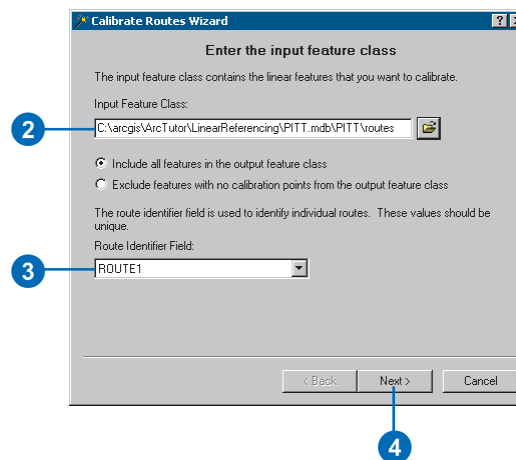 Calibrate Routes Wizard
Enter the input feature class
The input feature class contains the linear features that you want to calibrate.
Input Feature Class:
2
C:\arcgis\ArcTutor\LinearReferencing\PITT.mdb\PITT\routes
Include all features in the output feature class
Exclude features with no calibration points from the output feature class
The route identifier field is used to identify individual routes. These values should be
unique.
Route Identifier Field:
3
ROUTE1
< Back
Next >
Cancel
4